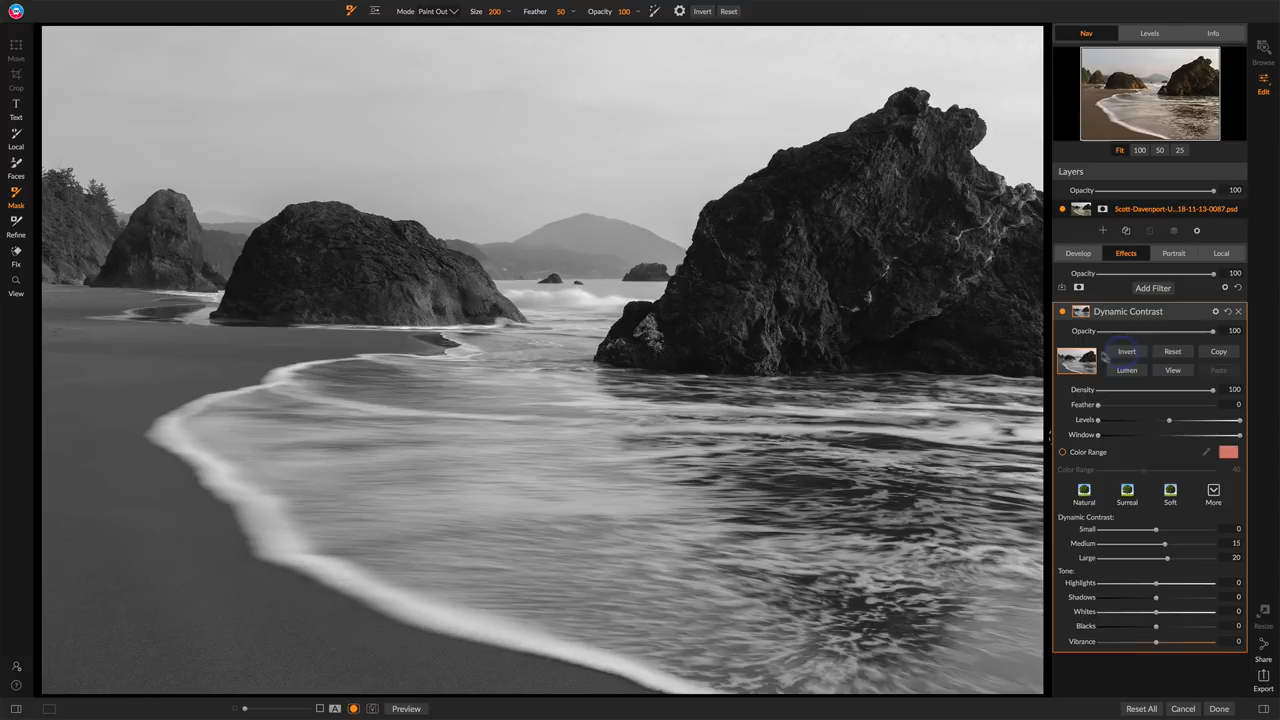 Mode Paint Out Size 200 Feather 50 Opacity 100 Invert Reset
Move
Crop
Text
Local
Faces
Mask
Refine
Fix
View
Nav Levels Info
Fit 100 50 25
Layers
Opacity 100
Scott-Davenport-U...18-11-13-0087.psd
Develop Effects Portrait Local
Opacity 100
Add Filter
Dynamic Contrast
Opacity 100
Invert Reset Copy
Lumen View Paste
Density 100
Feather 0
Levels
Window
Color Range
Color Range 40
Natural Surreal Soft More
Dynamic Contrast:
Small 0
Medium 15
Large 20
Tone:
Highlights 0
Shadows 0
Whites 0
Blacks 0
Vibrance 0
Browse
Edit
Resize
Share
Export
A Preview
Reset All Cancel Done